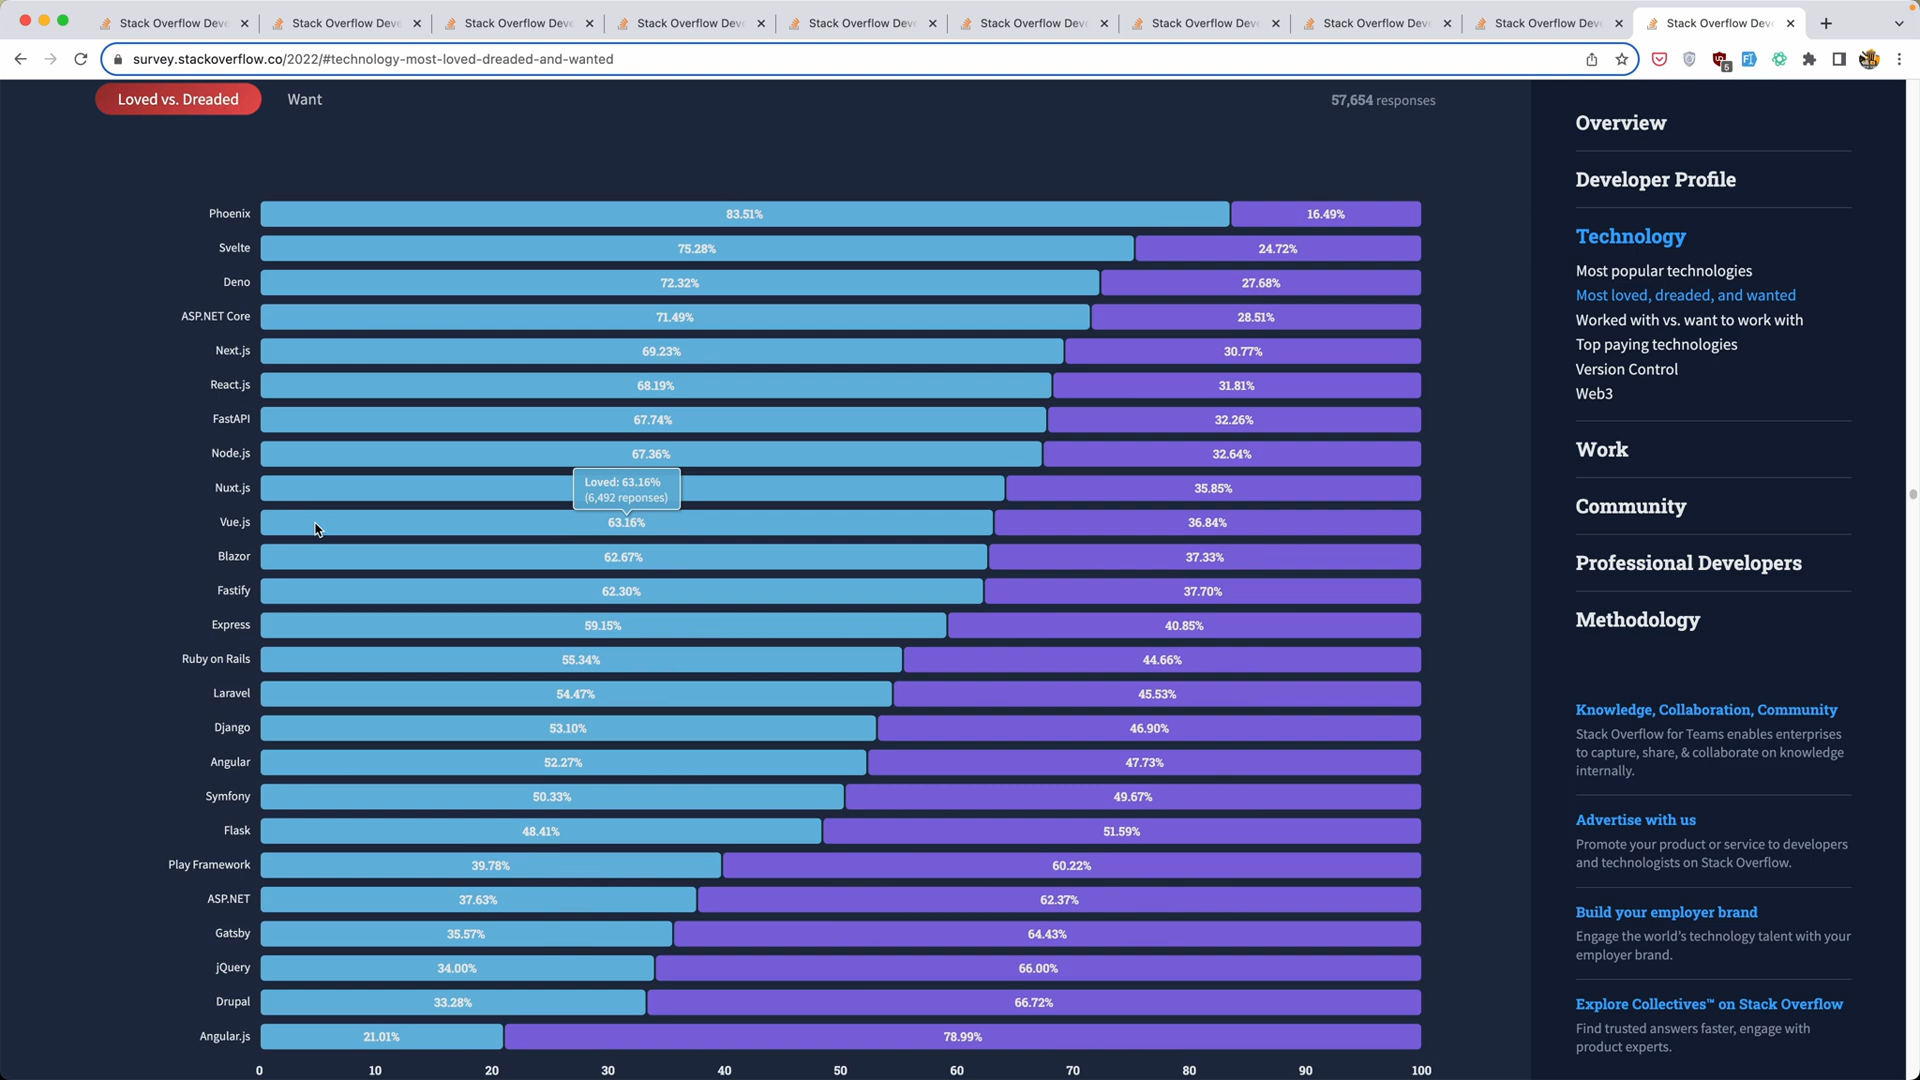 Stack Overflow Deve
Stack Overflow Deve
Stack Overflow Deve
Stack Overflow Deve
Stack Overflow Deve
Stack Overflow Deve
Stack Overflow Deve
Stack Overflow Deve
Stack Overflow Deve
Stack Overflow Deve
survey.stackoverflow.co/2022/#technology-most-loved-dreaded-and-wanted
5
Loved vs. Dreaded
Want
57,654 responses
Phoenix 83.51% 16.49%
Svelte 75.28% 24.72%
Deno 72.32% 27.68%
ASP.NET Core 71.49% 28.51%
Next.js 69.23% 30.77%
React.js 68.19% 31.81%
FastAPI 67.74% 32.26%
Node.js 67.36% 32.64%
Loved: 63.16%
(6,492 reponses)
Nuxt.js 35.85%
Vue.js 63.16% 36.84%
Blazor 62.67% 37.33%
Fastify 62.30% 37.70%
Express 59.15% 40.85%
Ruby on Rails 55.34% 44.66%
Laravel 54.47% 45.53%
Django 53.10% 46.90%
Angular 52.27% 47.73%
Symfony 50.33% 49.67%
Flask 48.41% 51.59%
Play Framework 39.78% 60.22%
ASP.NET 37.63% 62.37%
Gatsby 35.57% 64.43%
jQuery 34.00% 66.00%
Drupal 33.28% 66.72%
Angular.js 21.01% 78.99%
0 10 20 30 40 50 60 70 80 90 100
Overview
Developer Profile
Technology
Most popular technologies
Most loved, dreaded, and wanted
Worked with vs. want to work with
Top paying technologies
Version Control
Web3
Work
Community
Professional Developers
Methodology
Knowledge, Collaboration, Community
Stack Overflow for Teams enables enterprises
to capture, share, & collaborate on knowledge
internally.
Advertise with us
Promote your product or service to developers
and technologists on Stack Overflow.
Build your employer brand
Engage the world's technology talent with your
employer brand.
Explore Collectives™ on Stack Overflow
Find trusted answers faster, engage with
product experts.